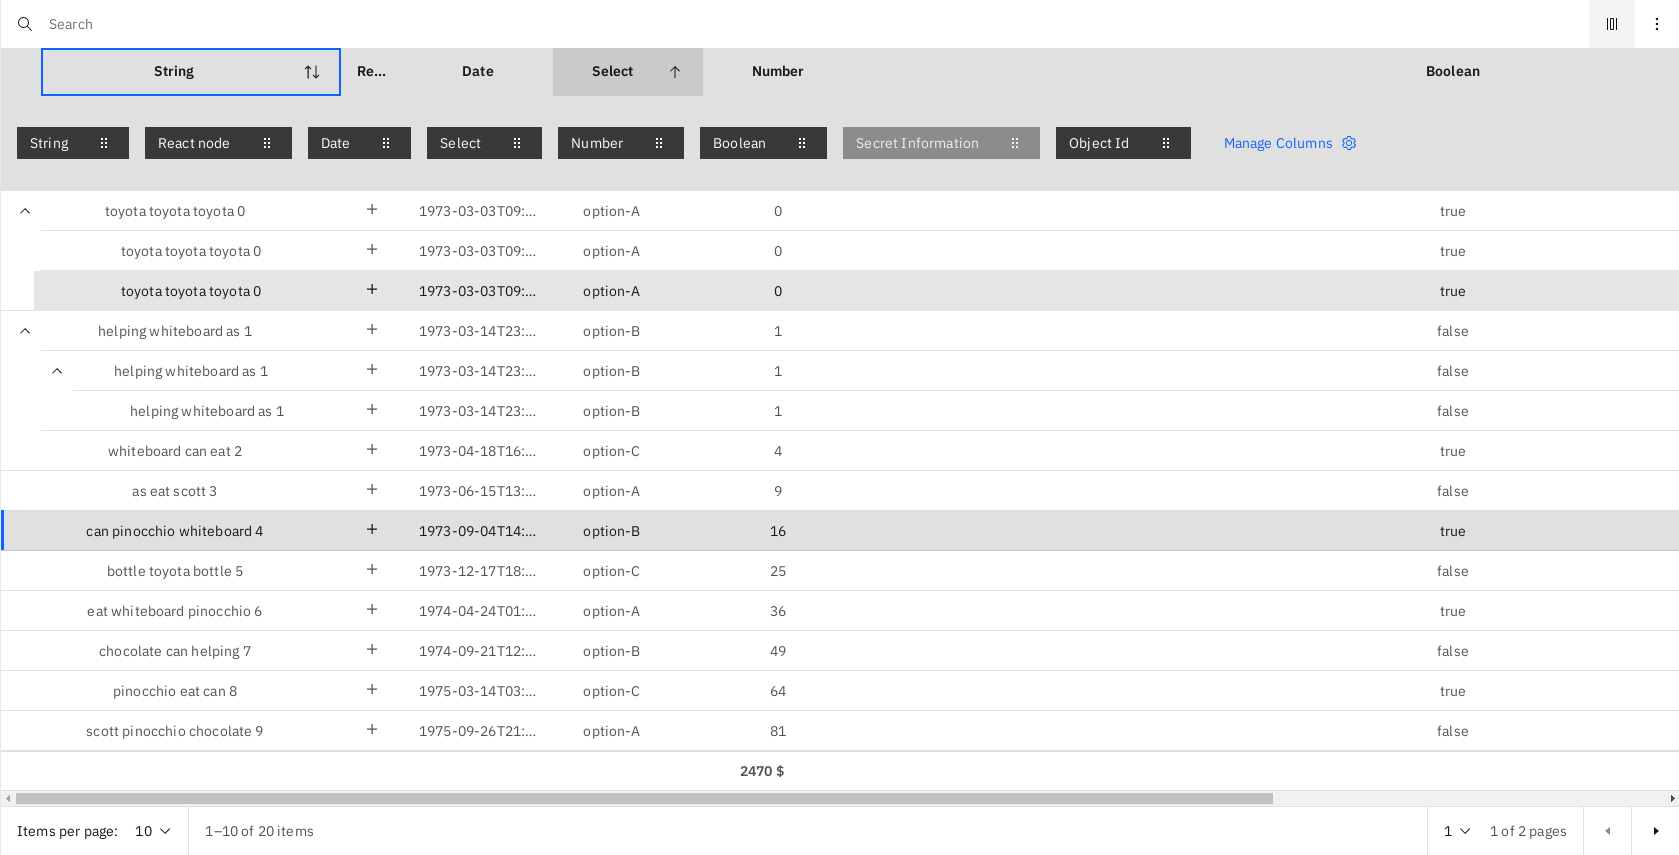 Search
String Re... Date Select Number Boolean
String React node Date Select Number Boolean Secret Information Object Id Manage Columns
toyota toyota toyota 0 1973-03-03T09:... option-A 0 true
toyota toyota toyota 0 1973-03-03T09:... option-A 0 true
toyota toyota toyota 0 1973-03-03T09:... option-A 0 true
helping whiteboard as 1 1973-03-14T23:... option-B 1 false
helping whiteboard as 1 1973-03-14T23:... option-B 1 false
helping whiteboard as 1 1973-03-14T23:... option-B 1 false
whiteboard can eat 2 1973-04-18T16:... option-C 4 true
as eat scott 3 1973-06-15T13:... option-A 9 false
can pinocchio whiteboard 4 1973-09-04T14:... option-B 16 true
bottle toyota bottle 5 1973-12-17T18:... option-C 25 false
eat whiteboard pinocchio 6 1974-04-24T01:... option-A 36 true
chocolate can helping 7 1974-09-21T12:... option-B 49 false
pinocchio eat can 8 1975-03-14T03:... option-C 64 true
scott pinocchio chocolate 9 1975-09-26T21:... option-A 81 false
2470 $
Items per page: 10 1–10 of 20 items 1 1 of 2 pages